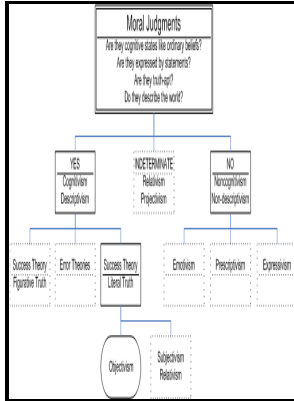 Moral Judgments
Are they cognitive states like ordinary beliefs?
Are they expressed by statements?
Are they truth-apt?
Do they describe the world?
YES
Cognitivism
Descriptivism
INDETERMINATE
Relativism
Projectivism
NO
Noncognitivism
Non-descriptivism
Success Theory
Figurative Truth
Error Theories
Success Theory
Literal Truth
Emotivism
Prescriptivism
Expressivism
Objectivism
Subjectivism
Relativism